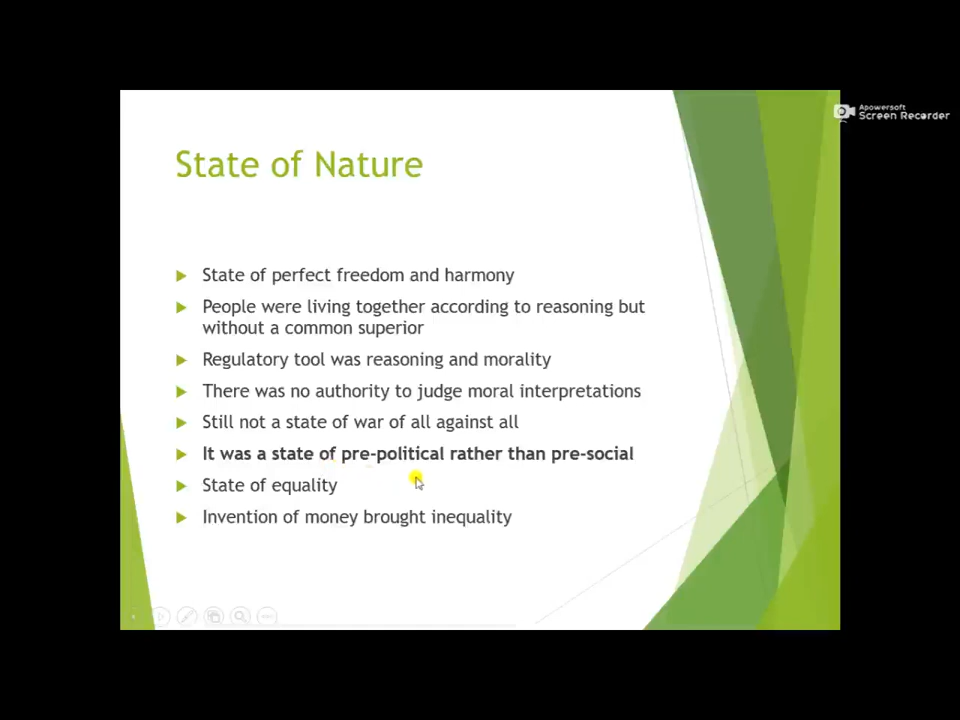 Apowersoft
Screen Recorder
State of Nature
State of perfect freedom and harmony
People were living together according to reasoning but
without a common superior
Regulatory tool was reasoning and morality
There was no authority to judge moral interpretations
Still not a state of war of all against all
It was a state of pre-political rather than pre-social
State of equality
Invention of money brought inequality